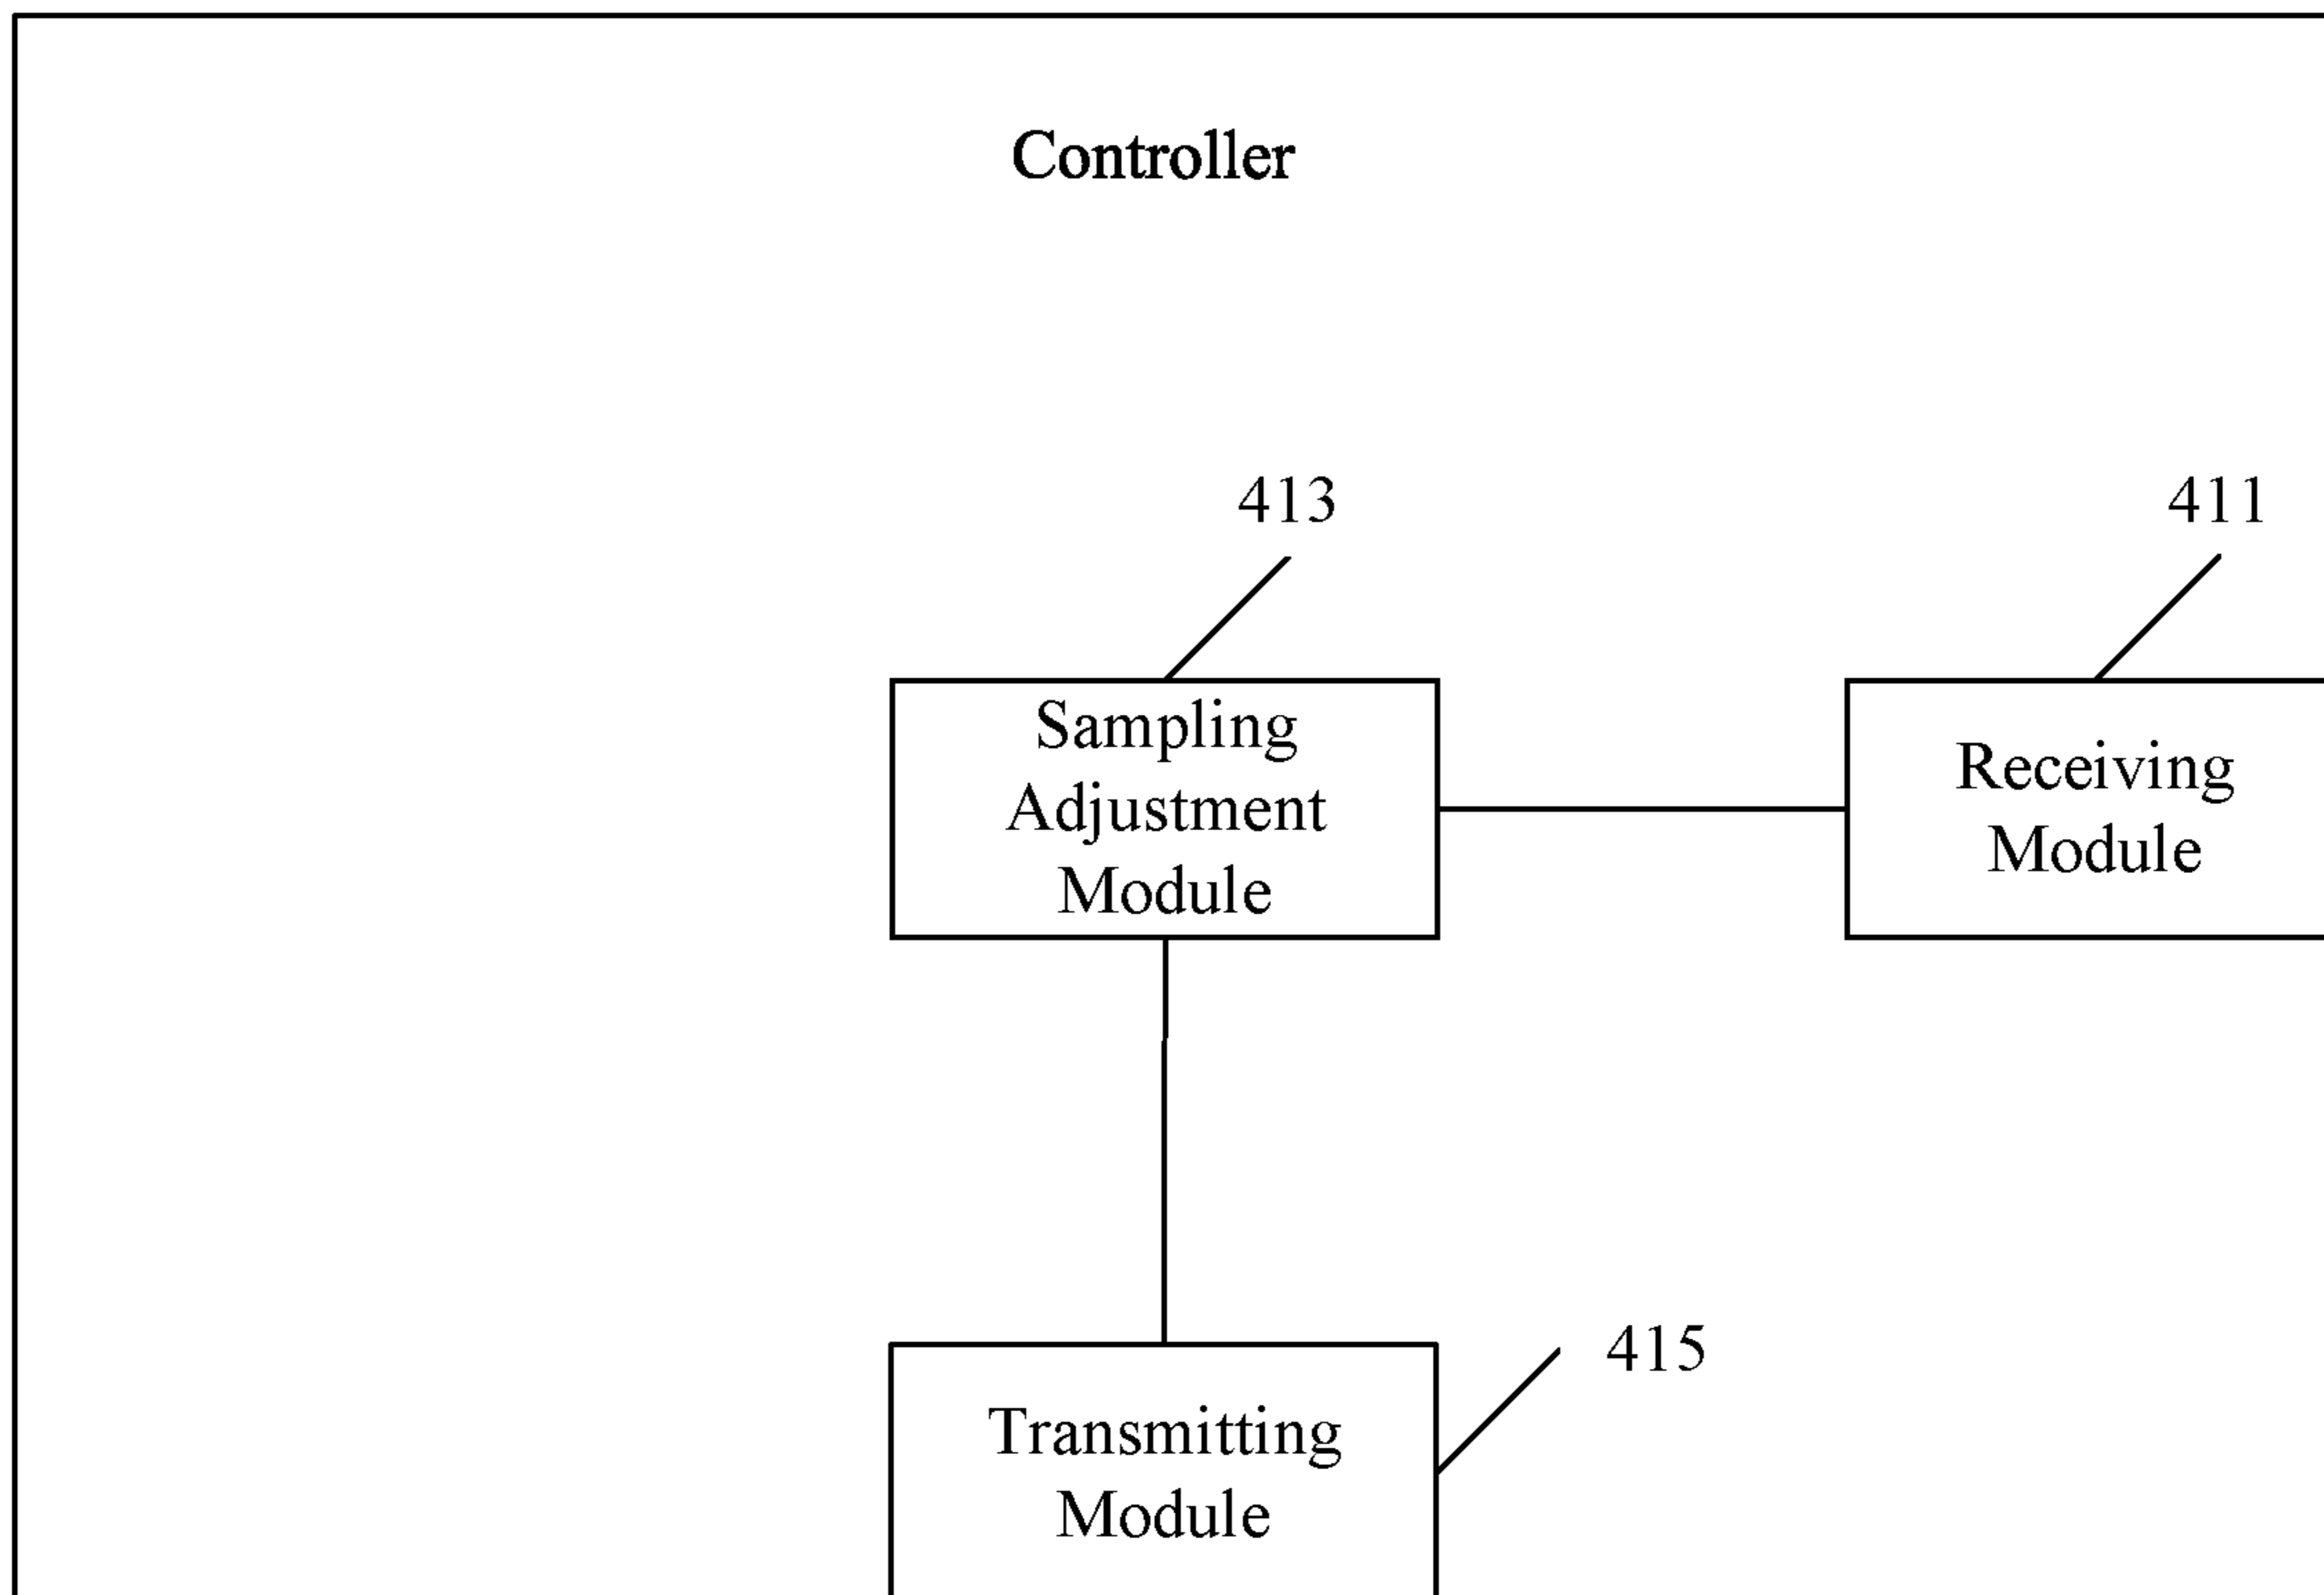 Controller
413
411
Sampling
Adjustment
Module
Receiving
Module
415
Transmitting
Module